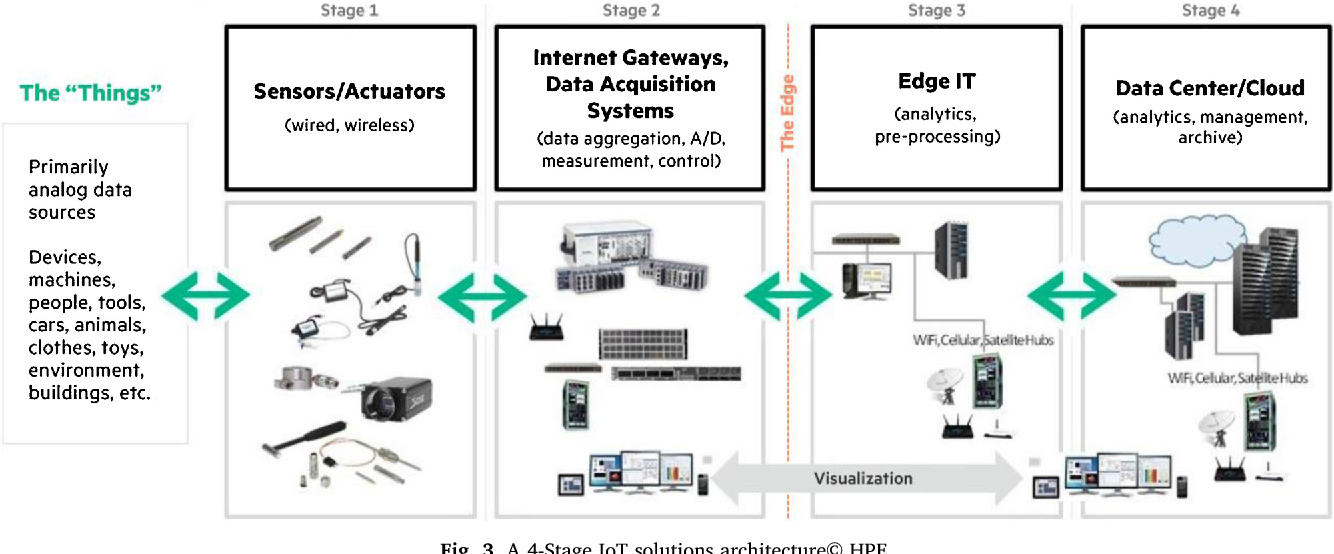 Stage 1
Stage 2
Stage 3
Stage 4
The “Things”
Primarily
analog data
sources
Devices,
machines,
people, tools,
cars, animals,
clothes, toys,
environment,
buildings, etc.
Sensors/Actuators
(wired, wireless)
Internet Gateways,
Data Acquisition
Systems
(data aggregation, A/D,
measurement, control)
The Edge
Edge IT
(analytics,
pre-processing)
Data Center/Cloud
(analytics, management,
archive)
WiFi,Cellular,Satellite Hubs
WiFi, Cellular, Satellite Hubs
Visualization
Fig. 3. A 4-Stage IoT solutions architecture© HPE